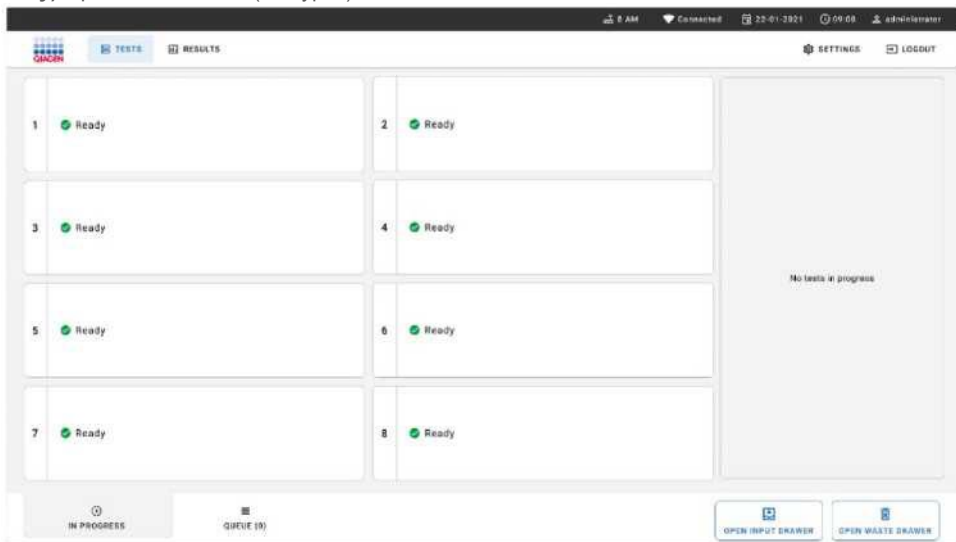 8 AM Connected 22-01-2021 09:08 administrator
QIAGEN TESTS RESULTS SETTINGS LOGOUT
1 Ready 2 Ready
3 Ready 4 Ready
No tests in progress
5 Ready 6 Ready
7 Ready 8 Ready
IN PROGRESS QUEUE (0) OPEN INPUT DRAWER OPEN WASTE DRAWER